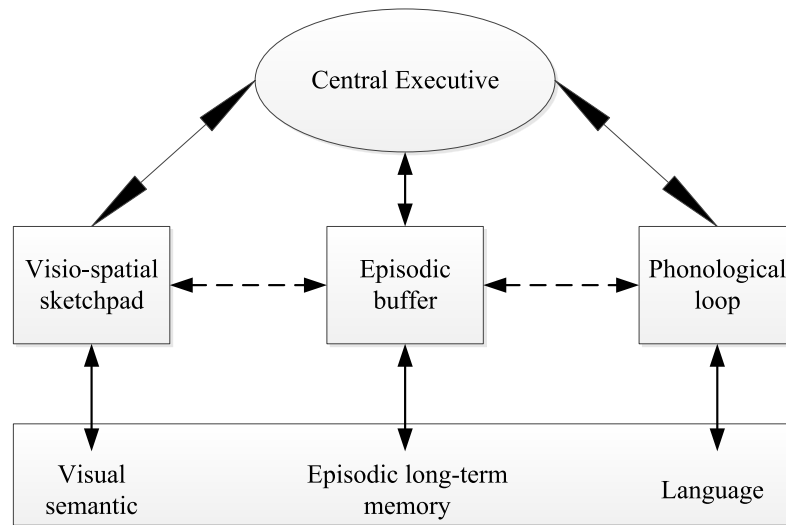 Central Executive
Visio-spatial
sketchpad
Episodic
buffer
Phonological
loop
Visual
semantic
Episodic long-term
memory
Language